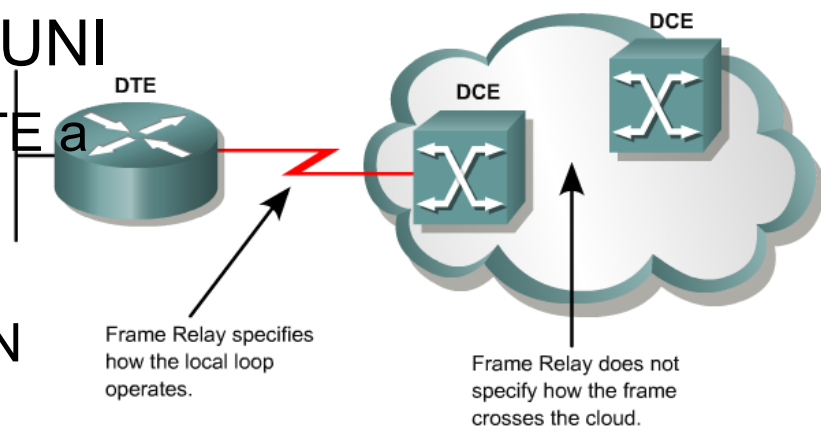 UNI
DCE
DTE
DCE
TE a
N
Frame Relay specifies
how the local loop
operates.
Frame Relay does not
specify how the frame
crosses the cloud.